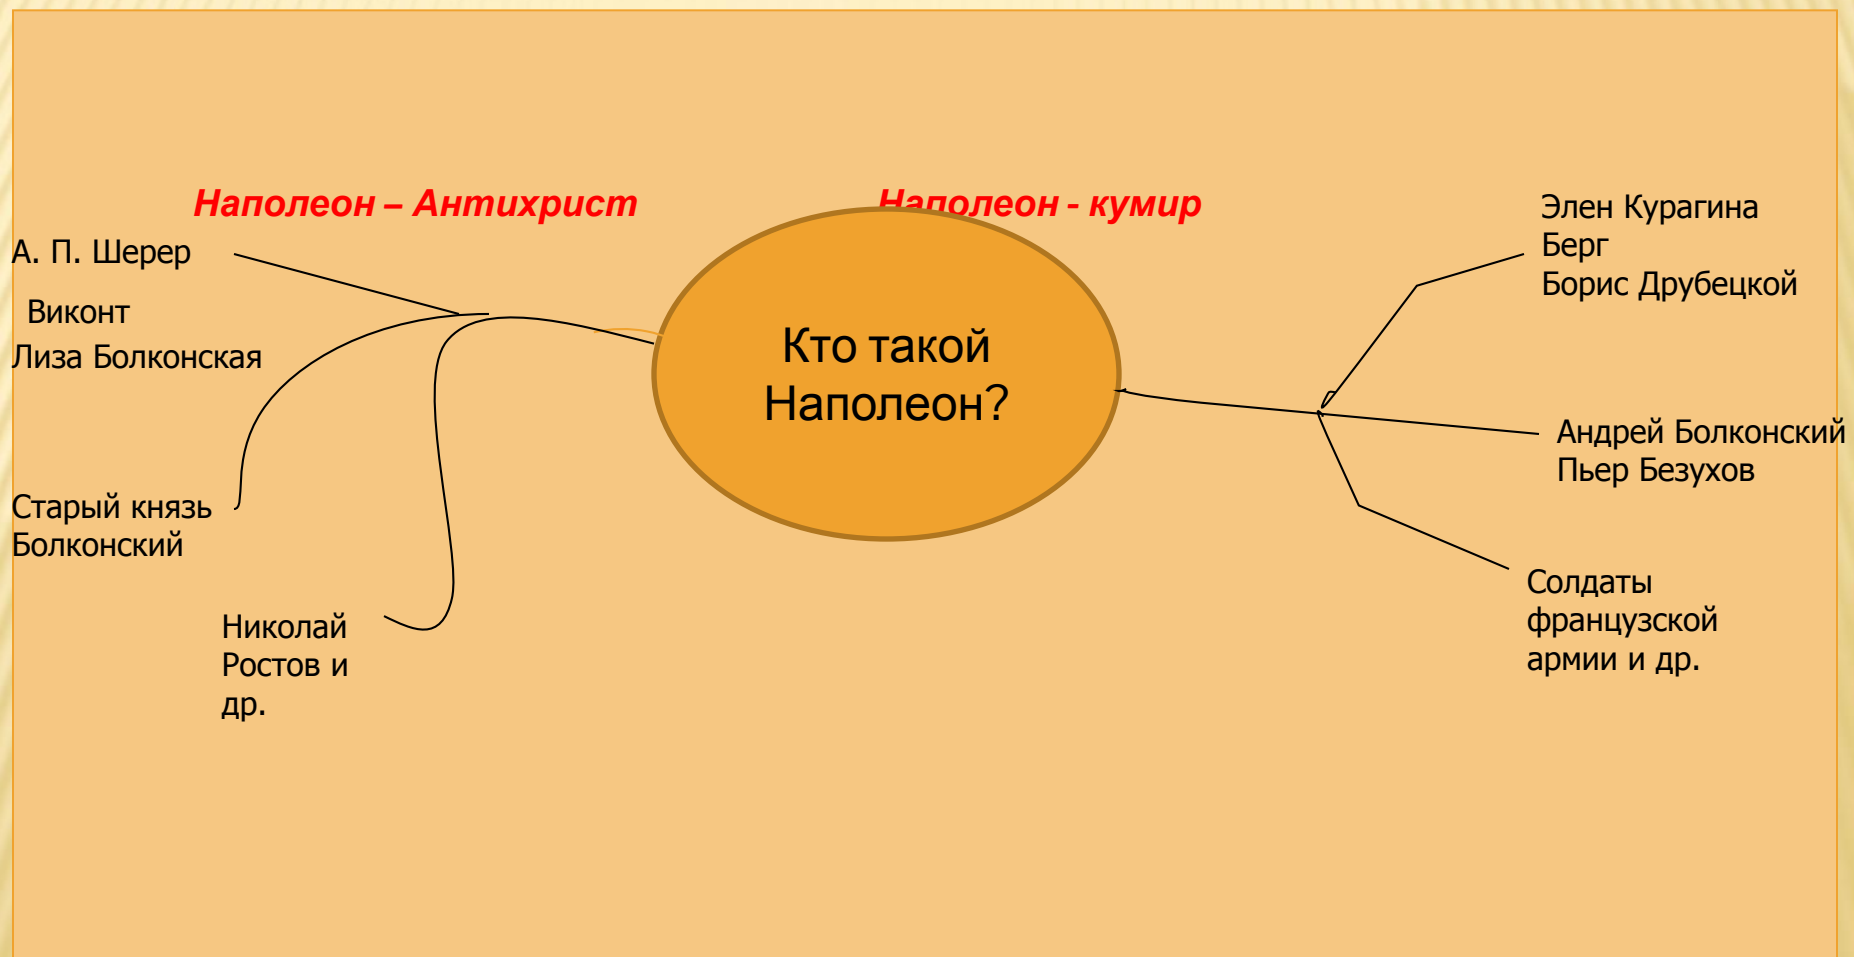 Наполеон – Антихрист
Наполеон - кумир
А. П. Шерер
Виконт
Лиза Болконская
Старый князь
Болконский
Николай
Ростов и
др.
Кто такой
Наполеон?
Элен Курагина
Берг
Борис Друбецкой
Андрей Болконский
Пьер Безухов
Солдаты
французской
армии и др.